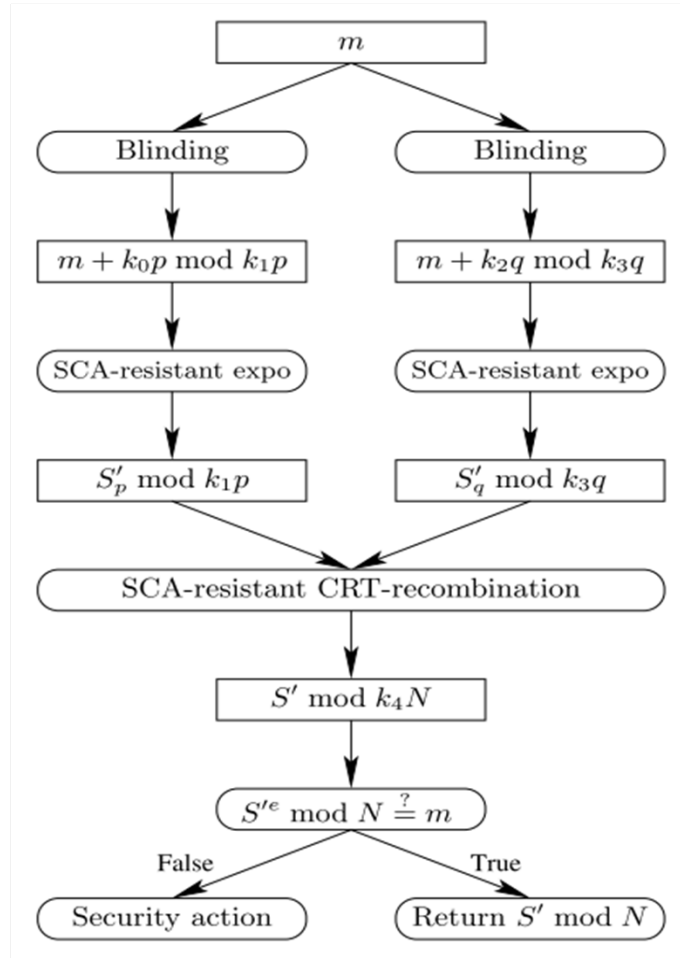 m
Blinding
Blinding
m + k₀p mod k₁p
m + k₂q mod k₃q
SCA-resistant expo
SCA-resistant expo
S′ₚ mod k₁p
S′_q mod k₃q
SCA-resistant CRT-recombination
S′ mod k₄N
S′ᵉ mod N ≟ m
False
True
Security action
Return S′ mod N